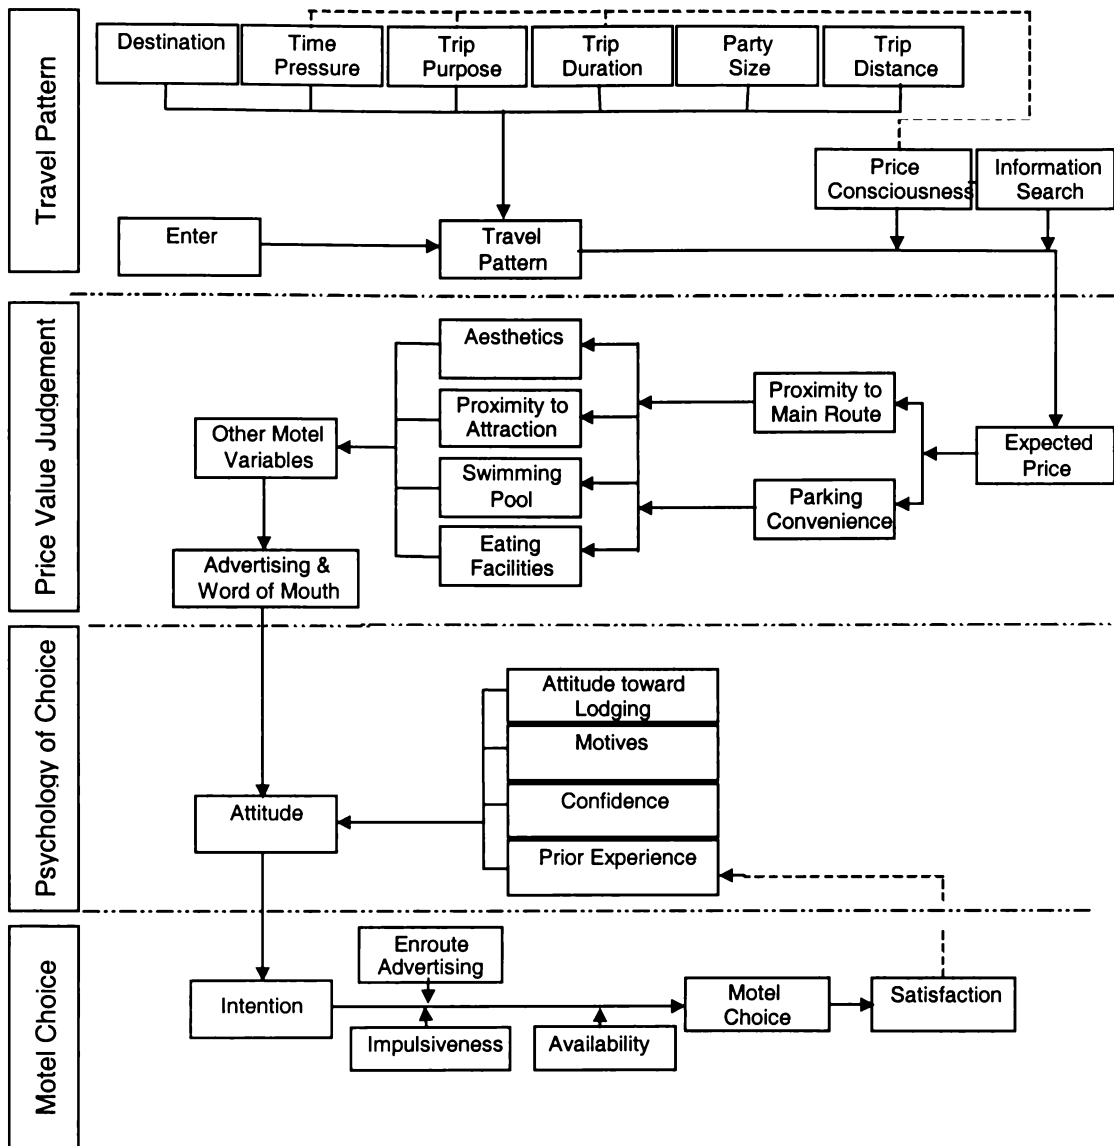 Travel Pattern
Destination
Time
Pressure
Trip
Purpose
Trip
Duration
Party
Size
Trip
Distance
Price
Consciousness
Information
Search
Enter
Travel
Pattern
Price Value Judgement
Aesthetics
Proximity to
Attraction
Swimming
Pool
Eating
Facilities
Proximity to
Main Route
Parking
Convenience
Expected
Price
Other Motel
Variables
Advertising &
Word of Mouth
Psychology of Choice
Attitude toward
Lodging
Motives
Confidence
Prior Experience
Attitude
Motel Choice
Enroute
Advertising
Intention
Impulsiveness
Availability
Motel
Choice
Satisfaction